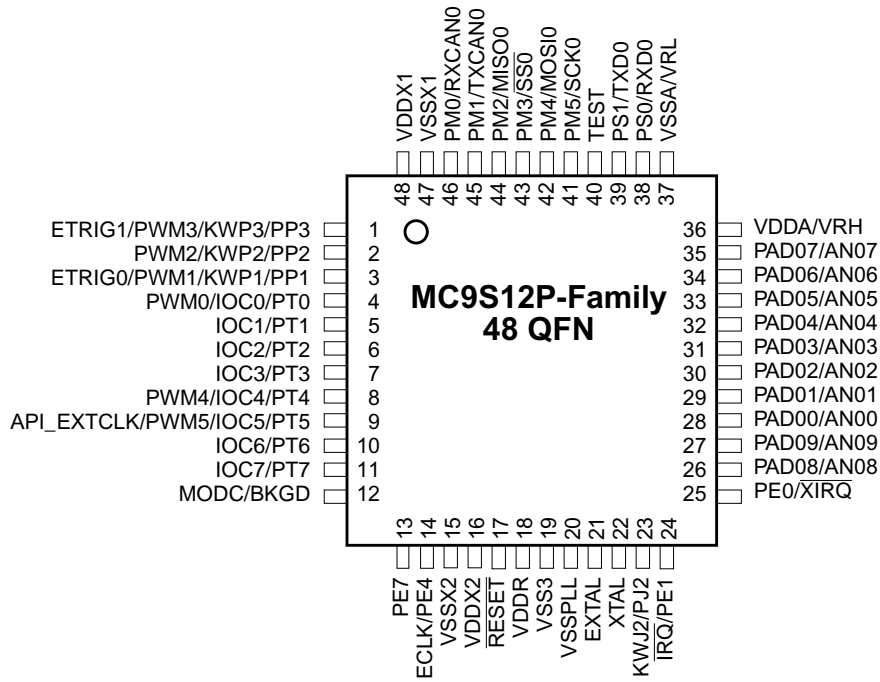 VDDX1
VSSX1
PM0/RXCAN0
PM1/TXCAN0
PM2/MISO0
PM3/S̅S̅0̅
PM4/MOSI0
PM5/SCK0
TEST
PS1/TXD0
PS0/RXD0
VSSA/VRL
48
47
46
45
44
43
42
41
40
39
38
37
ETRIG1/PWM3/KWP3/PP3 1
PWM2/KWP2/PP2 2
ETRIG0/PWM1/KWP1/PP1 3
PWM0/IOC0/PT0 4
IOC1/PT1 5
IOC2/PT2 6
IOC3/PT3 7
PWM4/IOC4/PT4 8
API_EXTCLK/PWM5/IOC5/PT5 9
IOC6/PT6 10
IOC7/PT7 11
MODC/BKGD 12
MC9S12P-Family
48 QFN
36 VDDA/VRH
35 PAD07/AN07
34 PAD06/AN06
33 PAD05/AN05
32 PAD04/AN04
31 PAD03/AN03
30 PAD02/AN02
29 PAD01/AN01
28 PAD00/AN00
27 PAD09/AN09
26 PAD08/AN08
25 PE0/X̅I̅R̅Q̅
13
14
15
16
17
18
19
20
21
22
23
24
PE7
ECLK/PE4
VSSX2
VDDX2
R̅E̅S̅E̅T̅
VDDR
VSS3
VSSPLL
EXTAL
XTAL
KWJ2/PJ2
I̅R̅Q̅/PE1